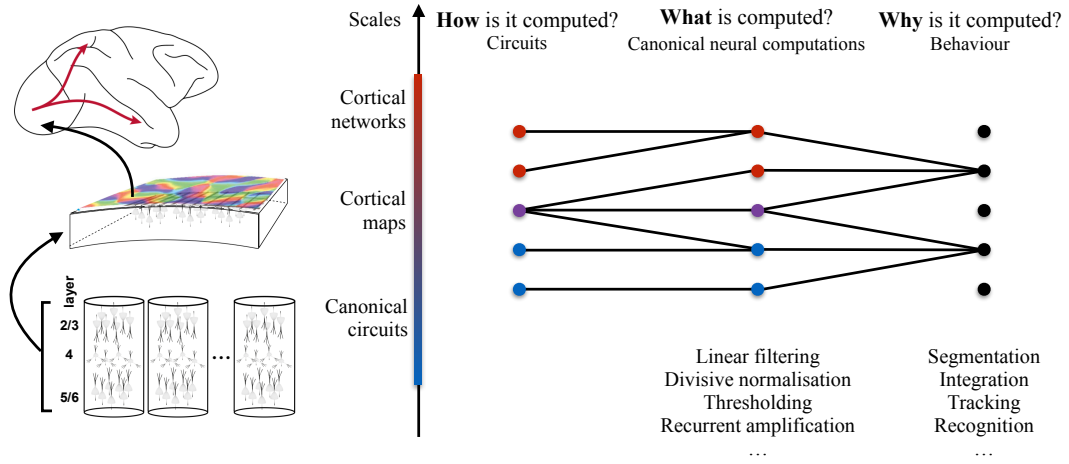 Scales
How is it computed?
Circuits
What is computed?
Canonical neural computations
Why is it computed?
Behaviour
Cortical
networks
Cortical
maps
Canonical
circuits
layer
2/3
4
5/6
...
Linear filtering
Divisive normalisation
Thresholding
Recurrent amplification
...
Segmentation
Integration
Tracking
Recognition
...